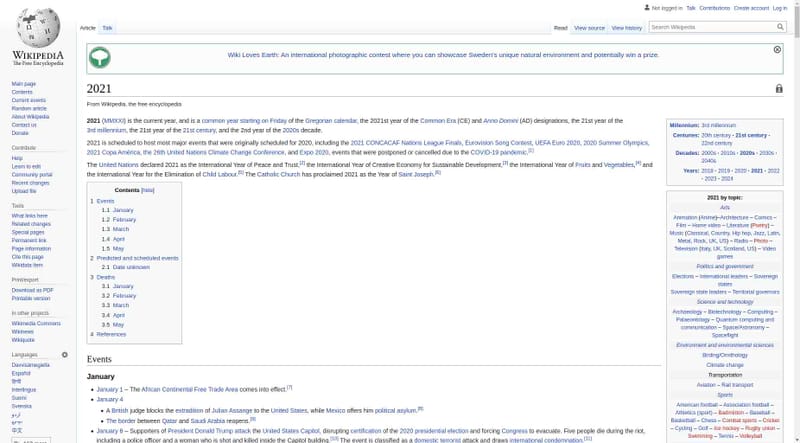 Not logged in Talk Contributions Create account Log in
WIKIPEDIA
The Free Encyclopedia
Article Talk
Read View source View history
Search Wikipedia
Main page
Contents
Current events
Random article
About Wikipedia
Contact us
Donate
Contribute
Help
Learn to edit
Community portal
Recent changes
Upload file
Tools
What links here
Related changes
Special pages
Permanent link
Page information
Cite this page
Wikidata item
Print/export
Download as PDF
Printable version
In other projects
Wikimedia Commons
Wikinews
Wikiquote
Languages
Davvisámegiella
Español
हिन्दी
Interlingua
Suomi
Svenska
اردو
中文
Wiki Loves Earth: An international photographic contest where you can showcase Sweden's unique natural environment and potentially win a prize.
2021
From Wikipedia, the free encyclopedia
2021 (MMXXI) is the current year, and is a common year starting on Friday of the Gregorian calendar, the 2021st year of the Common Era (CE) and Anno Domini (AD) designations, the 21st year of the
3rd millennium, the 21st year of the 21st century, and the 2nd year of the 2020s decade.
2021 is scheduled to host most major events that were originally scheduled for 2020, including the 2021 CONCACAF Nations League Finals, Eurovision Song Contest, UEFA Euro 2020, 2020 Summer Olympics,
2021 Copa América, the 26th United Nations Climate Change Conference, and Expo 2020, events that were postponed or cancelled due to the COVID-19 pandemic.[1]
The United Nations declared 2021 as the International Year of Peace and Trust,[2] the International Year of Creative Economy for Sustainable Development,[3] the International Year of Fruits and Vegetables,[4] and
the International Year for the Elimination of Child Labour.[5] The Catholic Church has proclaimed 2021 as the Year of Saint Joseph.[6]
Contents [hide]
1 Events
1.1 January
1.2 February
1.3 March
1.4 April
1.5 May
2 Predicted and scheduled events
2.1 Date unknown
3 Deaths
3.1 January
3.2 February
3.3 March
3.4 April
3.5 May
4 References
Events
January
• January 1 – The African Continental Free Trade Area comes into effect.[7]
• January 4
• A British judge blocks the extradition of Julian Assange to the United States, while Mexico offers him political asylum.[8]
• The border between Qatar and Saudi Arabia reopens.[9]
• January 6 – Supporters of President Donald Trump attack the United States Capitol, disrupting certification of the 2020 presidential election and forcing Congress to evacuate. Five people die during the riot,
including a police officer and a woman who is shot and killed inside the Capitol building.[10] The event is classified as a domestic terrorist attack and draws international condemnation.[11]
Millennium: 3rd millennium
Centuries: 20th century · 21st century ·
22nd century
Decades: 2000s · 2010s · 2020s · 2030s ·
2040s
Years: 2018 · 2019 · 2020 · 2021 · 2022
· 2023 · 2024
2021 by topic:
Arts
Animation (Anime)–Architecture – Comics –
Film – Home video – Literature (Poetry) –
Music (Classical, Country, Hip hop, Jazz, Latin,
Metal, Rock, UK, US) – Radio – Photo –
Television (Italy, UK, Scotland, US) – Video
games
Politics and government
Elections – International leaders – Sovereign
states
Sovereign state leaders – Territorial governors
Science and technology
Archaeology – Biotechnology – Computing –
Palaeontology – Quantum computing and
communication – Space/Astronomy –
Spaceflight
Environment and environmental sciences
Birding/Ornithology
Climate change
Transportation
Aviation – Rail transport
Sports
American football – Association football –
Athletics (sport) – Badminton – Baseball –
Basketball – Chess – Combat sports – Cricket
– Cycling – Golf – Ice hockey – Rugby union
– Swimming – Tennis – Volleyball